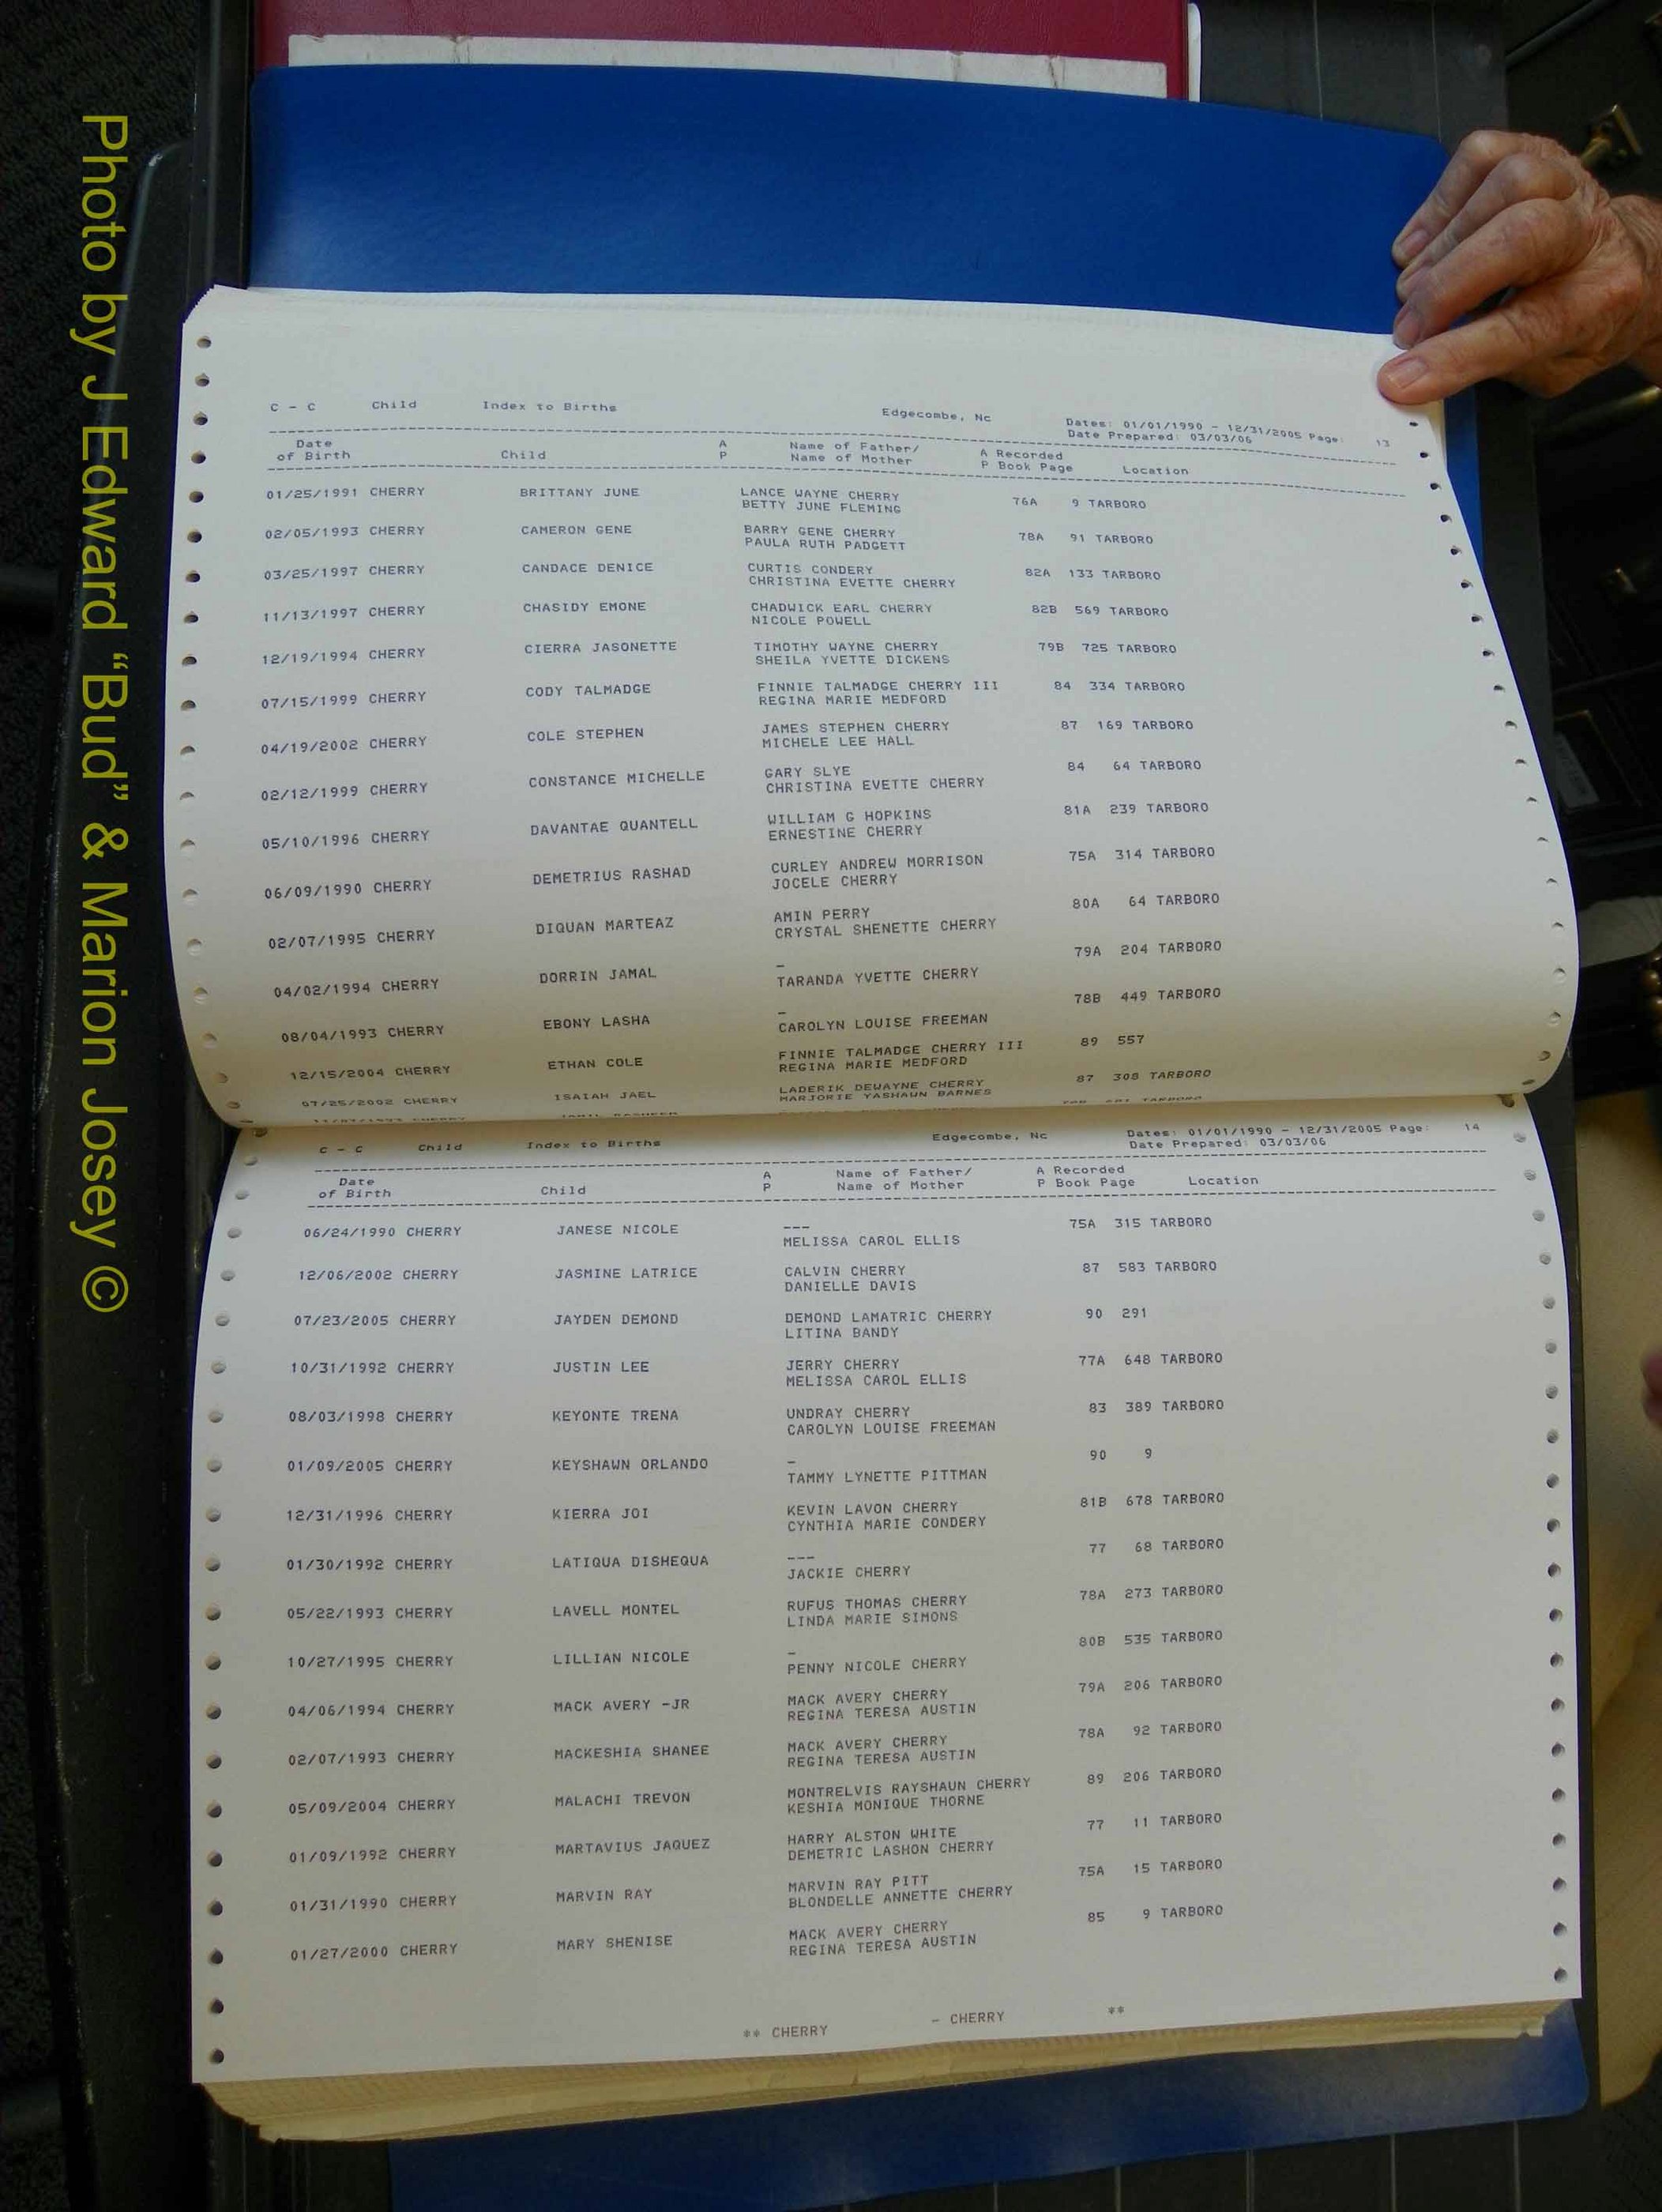 Photo by J Edward “Bud” & Marion Josey ©
C - C Child Index to Births Edgecombe, Nc Dates: 01/01/1990 - 12/31/2005 Page: 13
Date Prepared: 03/03/06
Date A Name of Father/ A Recorded
of Birth Child P Name of Mother P Book Page Location
01/25/1991 CHERRY BRITTANY JUNE LANCE WAYNE CHERRY 76A 9 TARBORO
BETTY JUNE FLEMING
02/05/1993 CHERRY CAMERON GENE BARRY GENE CHERRY 78A 91 TARBORO
PAULA RUTH PADGETT
03/25/1997 CHERRY CANDACE DENICE CURTIS CONDERY 82A 133 TARBORO
CHRISTINA EVETTE CHERRY
11/13/1997 CHERRY CHASIDY EMONE CHADWICK EARL CHERRY 82B 569 TARBORO
NICOLE POWELL
12/19/1994 CHERRY CIERRA JASONETTE TIMOTHY WAYNE CHERRY 79B 725 TARBORO
SHEILA YVETTE DICKENS
07/15/1999 CHERRY CODY TALMADGE FINNIE TALMADGE CHERRY III 84 334 TARBORO
REGINA MARIE MEDFORD
04/19/2002 CHERRY COLE STEPHEN JAMES STEPHEN CHERRY 87 169 TARBORO
MICHELE LEE HALL
02/12/1999 CHERRY CONSTANCE MICHELLE GARY SLYE 84 64 TARBORO
CHRISTINA EVETTE CHERRY
05/10/1996 CHERRY DAVANTAE QUANTELL WILLIAM G HOPKINS 81A 239 TARBORO
ERNESTINE CHERRY
06/09/1990 CHERRY DEMETRIUS RASHAD CURLEY ANDREW MORRISON 75A 314 TARBORO
JOCELE CHERRY
02/07/1995 CHERRY DIQUAN MARTEAZ AMIN PERRY 80A 64 TARBORO
CRYSTAL SHENETTE CHERRY
04/02/1994 CHERRY DORRIN JAMAL - 79A 204 TARBORO
TARANDA YVETTE CHERRY
08/04/1993 CHERRY EBONY LASHA - 78B 449 TARBORO
CAROLYN LOUISE FREEMAN
12/15/2004 CHERRY ETHAN COLE FINNIE TALMADGE CHERRY III 89 557
REGINA MARIE MEDFORD
07/25/2002 CHERRY ISAIAH JAEL LADERIK DEWAYNE CHERRY 87 308 TARBORO
MARJORIE YASHAWN BARNES
C - C Child Index to Births Edgecombe, Nc Dates: 01/01/1990 - 12/31/2005 Page: 14
Date Prepared: 03/03/06
Date A Name of Father/ A Recorded
of Birth Child P Name of Mother P Book Page Location
06/24/1990 CHERRY JANESE NICOLE --- 75A 315 TARBORO
MELISSA CAROL ELLIS
12/06/2002 CHERRY JASMINE LATRICE CALVIN CHERRY 87 583 TARBORO
DANIELLE DAVIS
07/23/2005 CHERRY JAYDEN DEMOND DEMOND LAMATRIC CHERRY 90 291
LITINA BANDY
10/31/1992 CHERRY JUSTIN LEE JERRY CHERRY 77A 648 TARBORO
MELISSA CAROL ELLIS
08/03/1998 CHERRY KEYONTE TRENA UNDRAY CHERRY 83 389 TARBORO
CAROLYN LOUISE FREEMAN
01/09/2005 CHERRY KEYSHAWN ORLANDO - 90 9
TAMMY LYNETTE PITTMAN
12/31/1996 CHERRY KIERRA JOI KEVIN LAVON CHERRY 81B 678 TARBORO
CYNTHIA MARIE CONDERY
01/30/1992 CHERRY LATIQUA DISHEQUA --- 77 68 TARBORO
JACKIE CHERRY
05/22/1993 CHERRY LAVELL MONTEL RUFUS THOMAS CHERRY 78A 273 TARBORO
LINDA MARIE SIMONS
10/27/1995 CHERRY LILLIAN NICOLE - 80B 535 TARBORO
PENNY NICOLE CHERRY
04/06/1994 CHERRY MACK AVERY -JR MACK AVERY CHERRY 79A 206 TARBORO
REGINA TERESA AUSTIN
02/07/1993 CHERRY MACKESHIA SHANEE MACK AVERY CHERRY 78A 92 TARBORO
REGINA TERESA AUSTIN
05/09/2004 CHERRY MALACHI TREVON MONTRELVIS RAYSHAUN CHERRY 89 206 TARBORO
KESHIA MONIQUE THORNE
01/09/1992 CHERRY MARTAVIUS JAQUEZ HARRY ALSTON WHITE 77 11 TARBORO
DEMETRIC LASHON CHERRY
01/31/1990 CHERRY MARVIN RAY MARVIN RAY PITT 75A 15 TARBORO
BLONDELLE ANNETTE CHERRY
01/27/2000 CHERRY MARY SHENISE MACK AVERY CHERRY 85 9 TARBORO
REGINA TERESA AUSTIN
** CHERRY - CHERRY **